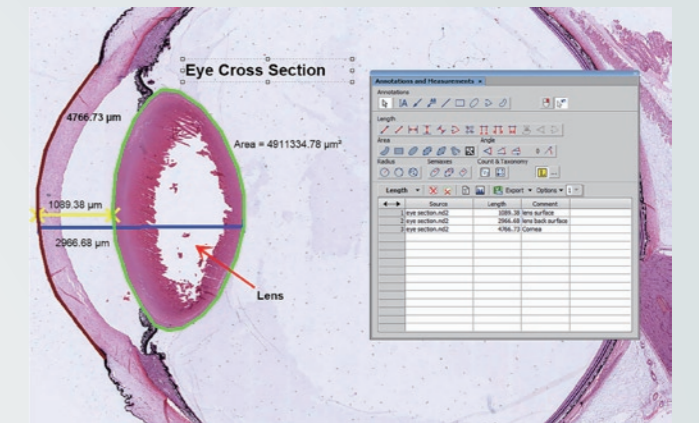 Eye Cross Section
4766.73 µm
Area = 4911334.78 µm²
1089.38 µm
2966.68 µm
Lens
Annotations and Measurements ×
Annotations
Length
Area Angle
Radius Semiaxes Count & Taxonomy
Length Export Options 1
Source Length Comment
1 eye section.nd2 1089.38 lens surface
2 eye section.nd2 2966.68 lens back surface
3 eye section.nd2 4766.73 Cornea